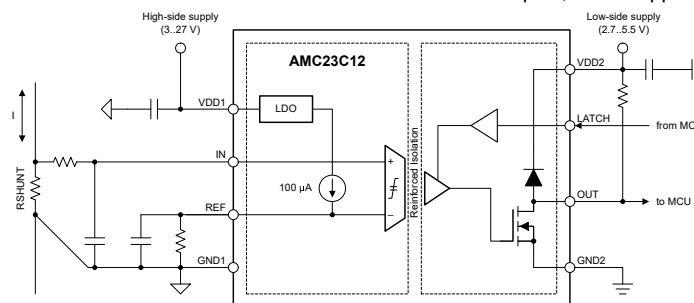 High-side supply
(3..27 V)
Low-side supply
(2.7..5.5 V)
AMC23C12
VDD1
LDO
VDD2
LATCH
from MC
I
IN
RSHUNT
100 µA
+
–
Reinforced Isolation
REF
OUT
to MCU
GND1
GND2